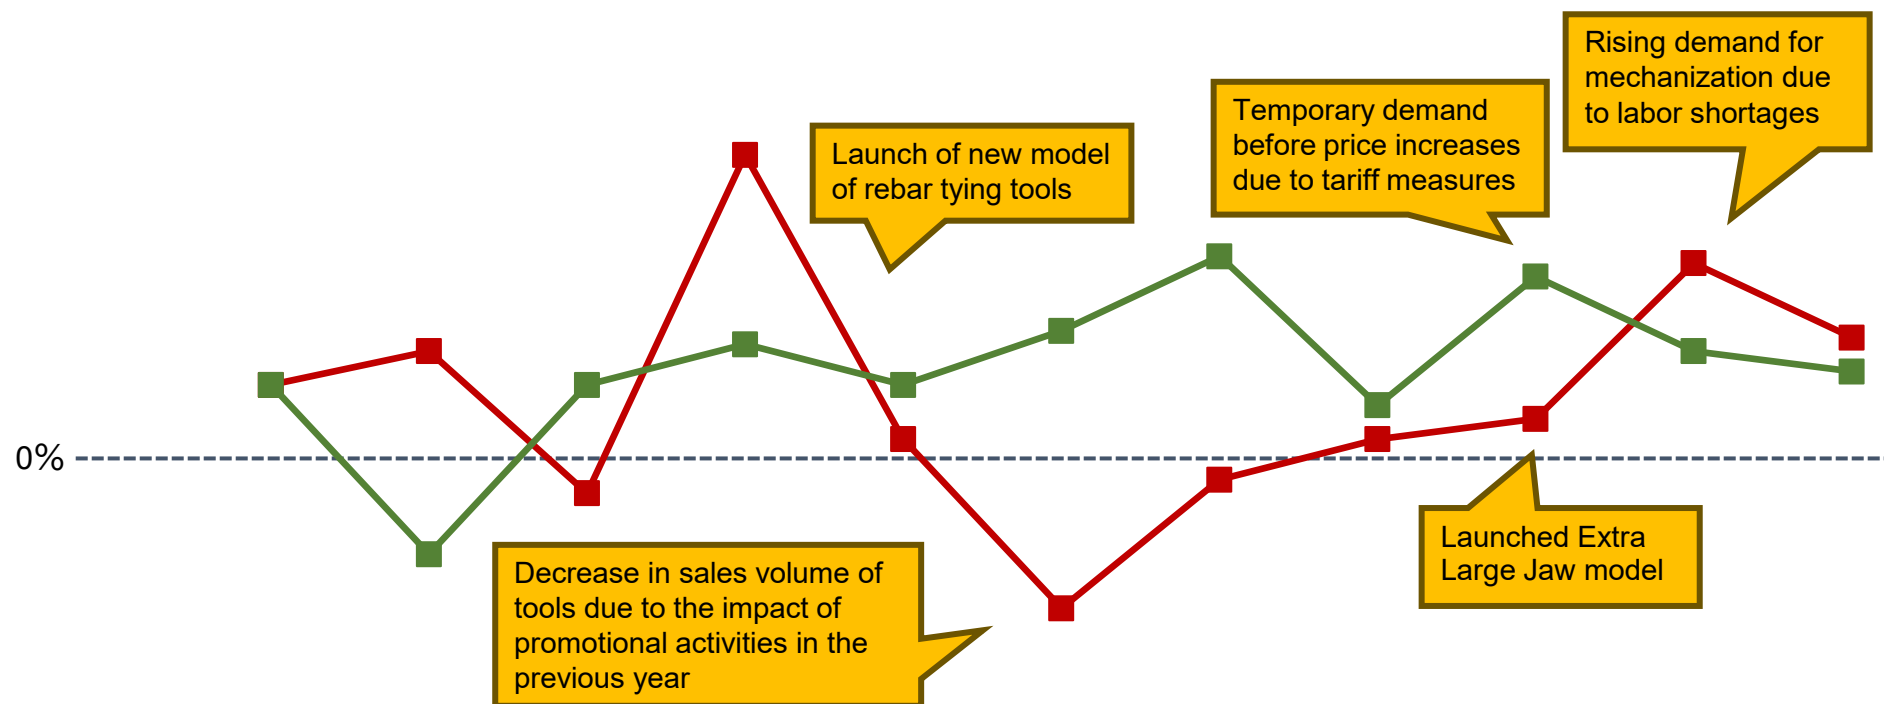 Rising demand for
mechanization due
to labor shortages
Temporary demand
before price increases
due to tariff measures
Launch of new model
of rebar tying tools
0%
Launched Extra
Large Jaw model
Decrease in sales volume of
tools due to the impact of
promotional activities in the
previous year